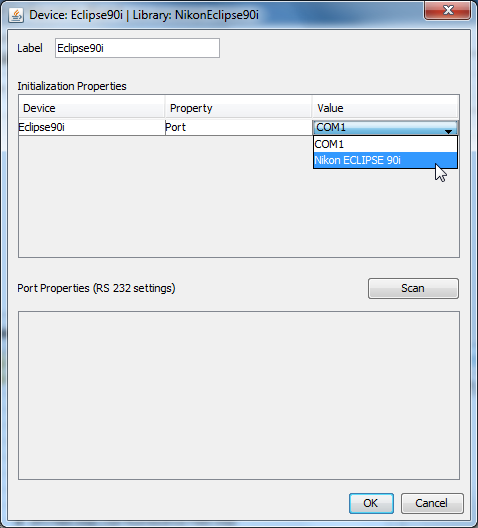 Device: Eclipse90i | Library: NikonEclipse90i
Label Eclipse90i
Initialization Properties
Device Property Value
Eclipse90i Port COM1
COM1
Nikon ECLIPSE 90i
Port Properties (RS 232 settings) Scan
OK Cancel